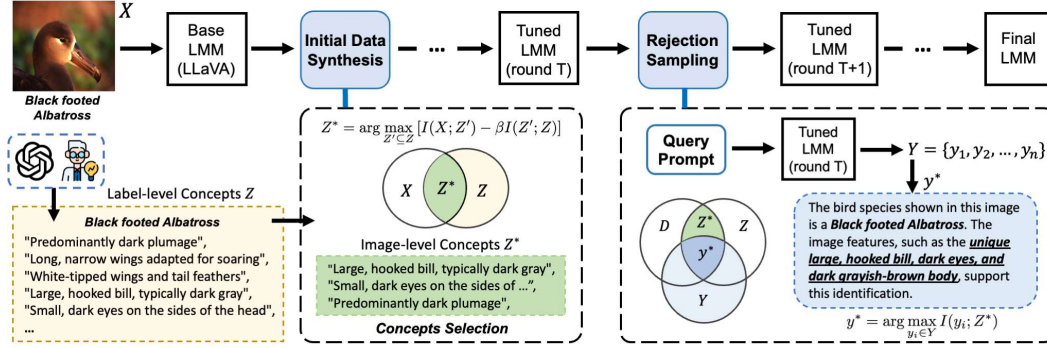 X
Base
LMM
(LLaVA)
Initial Data
Synthesis
...
Tuned
LMM
(round T)
Rejection
Sampling
Tuned
LMM
(round T+1)
...
Final
LMM
Black footed
Albatross
Label-level Concepts Z
Black footed Albatross
"Predominantly dark plumage",
"Long, narrow wings adapted for soaring",
"White-tipped wings and tail feathers",
"Large, hooked bill, typically dark gray",
"Small, dark eyes on the sides of the head",
...
Z* = arg max [I(X; Z′) − βI(Z′; Z)]
Z′⊆Z
X
Z*
Z
Image-level Concepts Z*
"Large, hooked bill, typically dark gray",
"Small, dark eyes on the sides of ...",
"Predominantly dark plumage",
Concepts Selection
Query
Prompt
Tuned
LMM
(round T)
Y = {y₁, y₂, ..., yₙ}
y*
D
Z*
Z
y*
Y
The bird species shown in this image
is a Black footed Albatross. The
image features, such as the unique
large, hooked bill, dark eyes, and
dark grayish-brown body, support
this identification.
y* = arg max I(yᵢ; Z*)
yᵢ∈Y